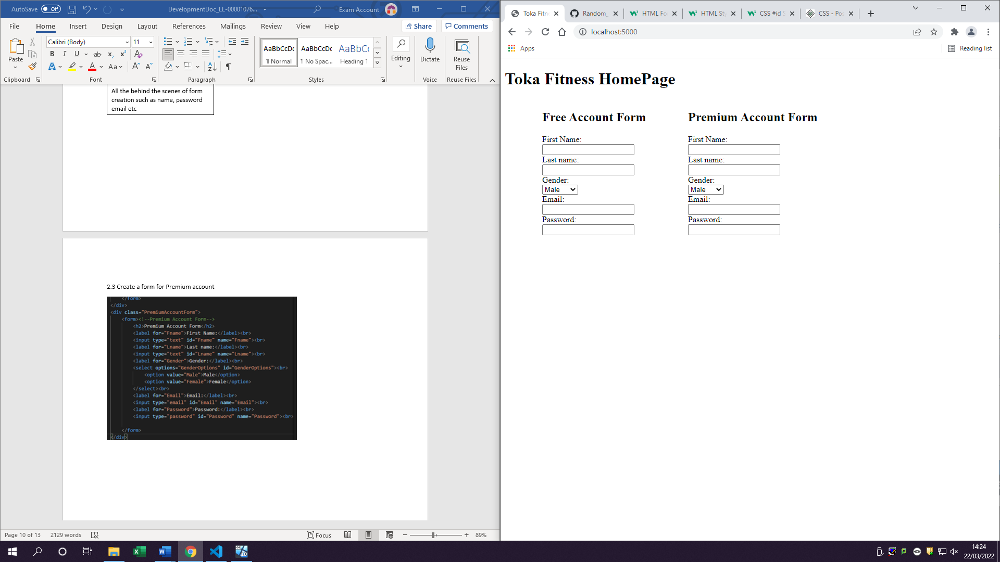 AutoSave Off DevelopmentDoc_LL-00001076... Exam Account
File Home Insert Design Layout References Mailings Review View Help Share Comments
Calibri (Body) 11
Paste
B I U ab x₂ x²
A A Aa A A
AaBbCcDc AaBbCcDc AaBbCc
¶ Normal ¶ No Spac... Heading 1
Editing
Dictate
Reuse
Files
Clipboard Font Paragraph Styles Voice Reuse Files
All the behind the scenes of form
creation such as name, password
email etc
2.3 Create a form for Premium account
</form>
</div>
<div class="PremiumAccountForm">
<form><!--Premium Account Form-->
<h2>Premium Account Form</h2>
<label for="Fname">First Name:</label><br>
<input type="text" id="Fname" name="Fname"><br>
<label for="Lname">Last name:</label><br>
<input type="text" id="Lname" name="Lname"><br>
<label for="Gender">Gender:</label><br>
<select options="GenderOptions" id="GenderOptions"><br>
<option value="Male">Male</option>
<option value="Female">Female</option>
</select><br>
<label for="Email">Email:</label><br>
<input type="email" id="Email" name="Email"><br>
<label for="Password">Password:</label><br>
<input type="password" id="Password" name="Password"><br>
</form>
</div>
Page 10 of 13 2129 words Focus 89%
Toka Fitn Random_ HTML Fo HTML Sty CSS #id S CSS - Pos
localhost:5000
Apps Reading list
Toka Fitness HomePage
Free Account Form
First Name:
Last name:
Gender:
Male
Email:
Password:
Premium Account Form
First Name:
Last name:
Gender:
Male
Email:
Password:
14:24
22/03/2022